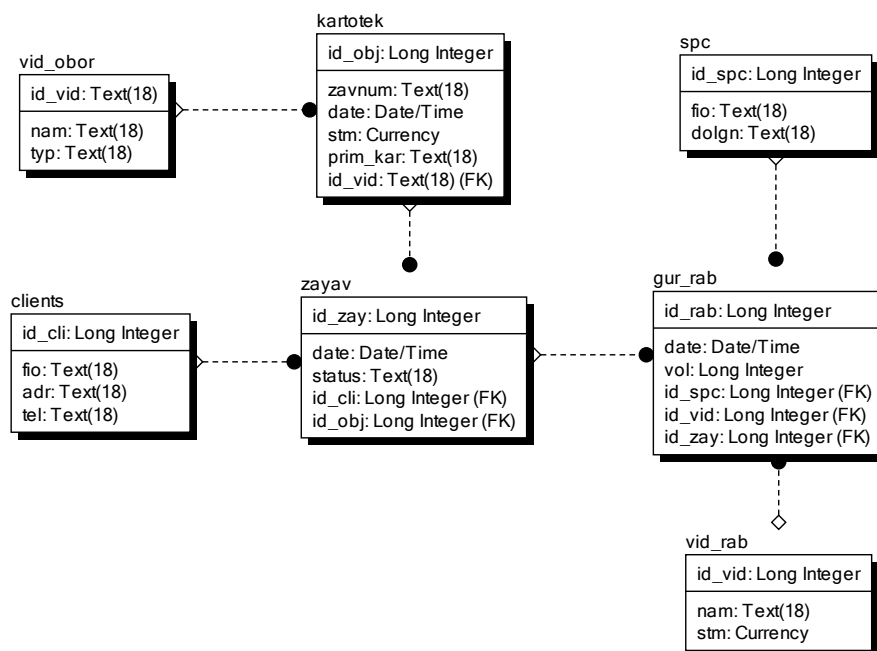 vid_obor
id_vid: Text(18)
nam: Text(18)
typ: Text(18)
kartotek
id_obj: Long Integer
zavnum: Text(18)
date: Date/Time
stm: Currency
prim_kar: Text(18)
id_vid: Text(18) (FK)
spc
id_spc: Long Integer
fio: Text(18)
dolgn: Text(18)
clients
id_cli: Long Integer
fio: Text(18)
adr: Text(18)
tel: Text(18)
zayav
id_zay: Long Integer
date: Date/Time
status: Text(18)
id_cli: Long Integer (FK)
id_obj: Long Integer (FK)
gur_rab
id_rab: Long Integer
date: Date/Time
vol: Long Integer
id_spc: Long Integer (FK)
id_vid: Long Integer (FK)
id_zay: Long Integer (FK)
vid_rab
id_vid: Long Integer
nam: Text(18)
stm: Currency